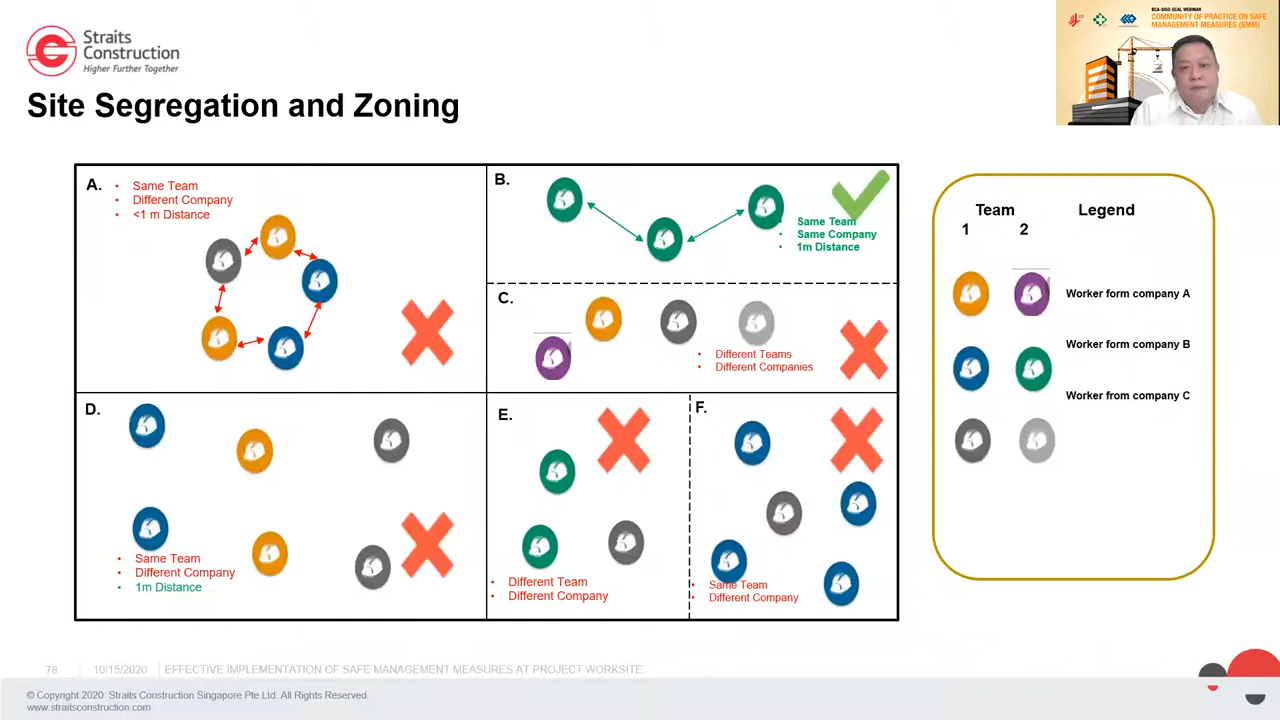 Straits
Construction
Higher Further Together
BCA-SISO-SCAL WEBINAR
COMMUNITY OF PRACTICE ON SAFE
MANAGEMENT MEASURES (SMM)
Site Segregation and Zoning
A.
• Same Team
• Different Company
• <1 m Distance
B.
Same Team
• Same Company
• 1m Distance
C.
• Different Teams
• Different Companies
D.
• Same Team
• Different Company
• 1m Distance
E.
• Different Team
• Different Company
F.
• Same Team
• Different Company
Team Legend
1 2
Worker form company A
Worker form company B
Worker from company C
78 10/15/2020 EFFECTIVE IMPLEMENTATION OF SAFE MANAGEMENT MEASURES AT PROJECT WORKSITE
© Copyright 2020 Straits Construction Singapore Pte Ltd. All Rights Reserved.
www.straitsconstruction.com